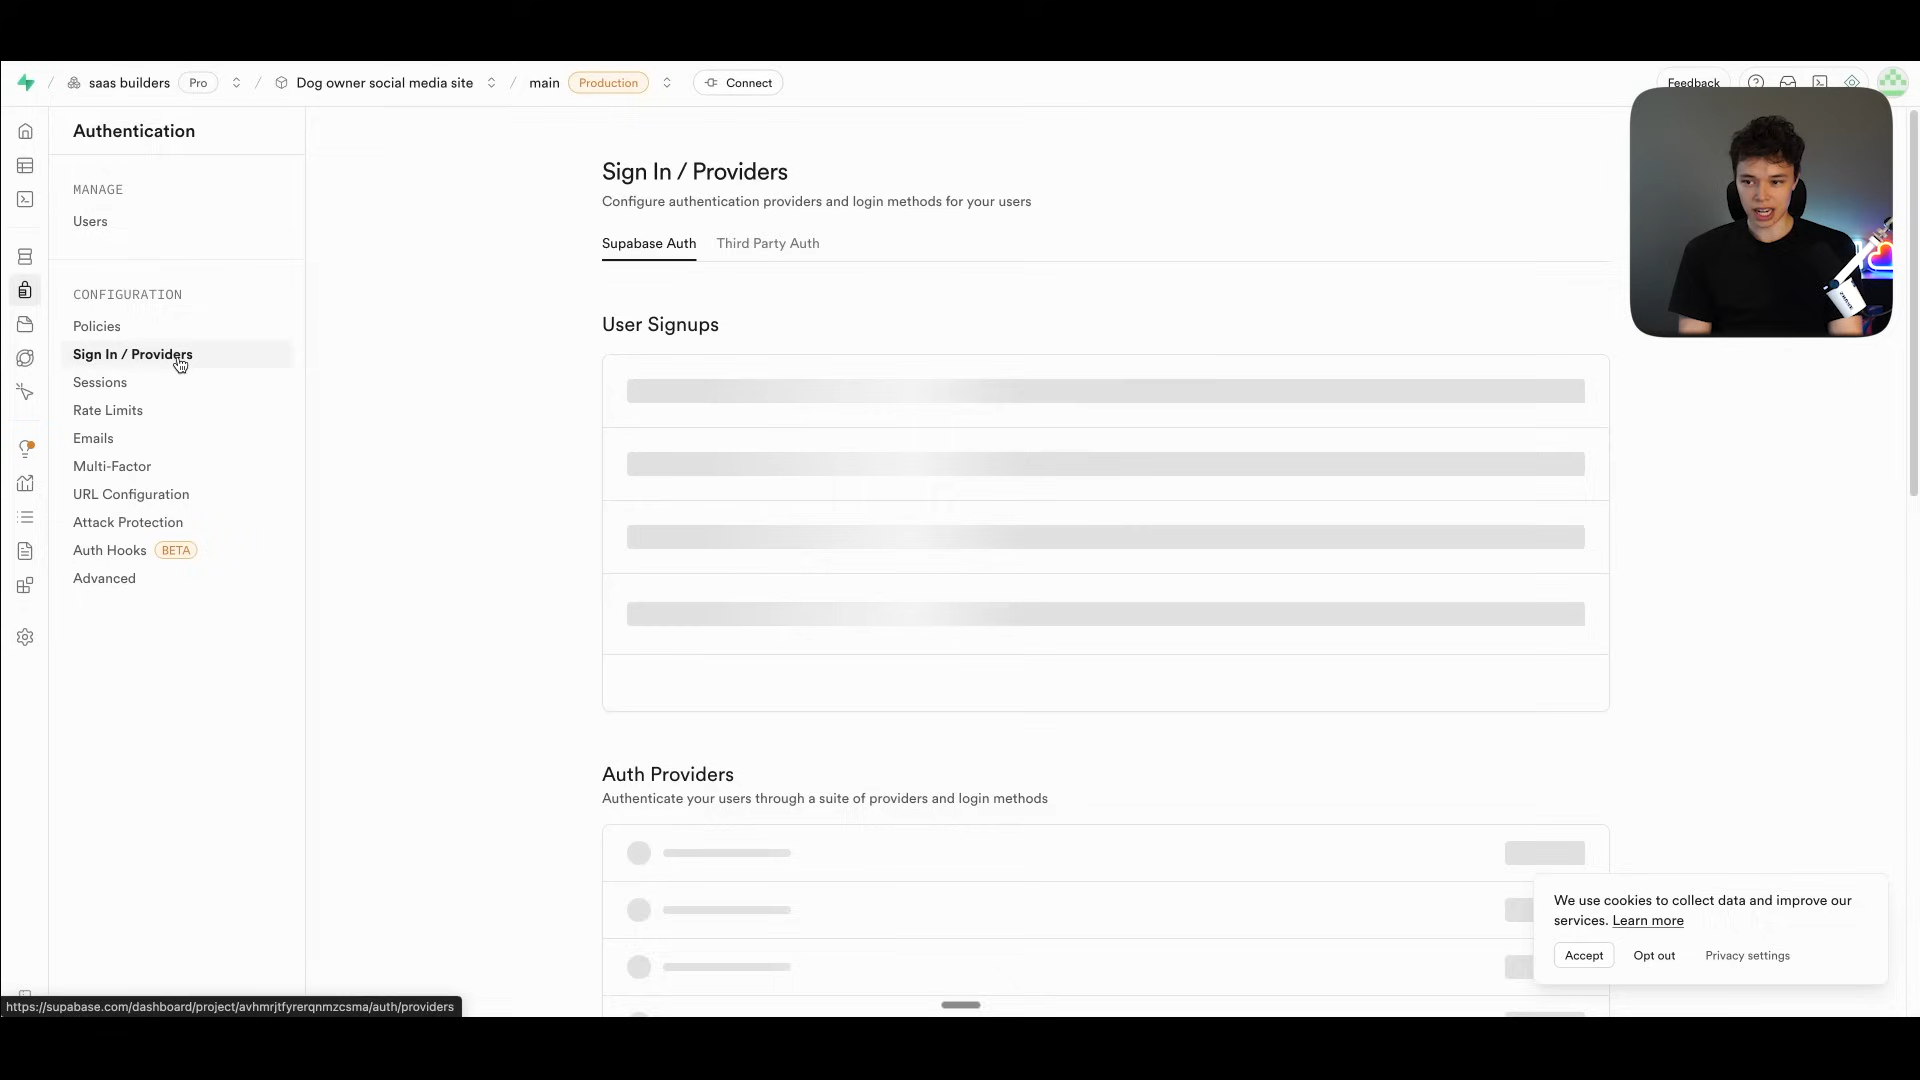 saas builders Pro / Dog owner social media site / main Production Connect Feedback
Authentication
MANAGE
Users
CONFIGURATION
Policies
Sign In / Providers
Sessions
Rate Limits
Emails
Multi-Factor
URL Configuration
Attack Protection
Auth Hooks BETA
Advanced
Sign In / Providers
Configure authentication providers and login methods for your users
Supabase Auth Third Party Auth
User Signups
Auth Providers
Authenticate your users through a suite of providers and login methods
We use cookies to collect data and improve our
services. Learn more
Accept Opt out Privacy settings
https://supabase.com/dashboard/project/avhmrjtfyrerqnmzcsma/auth/providers